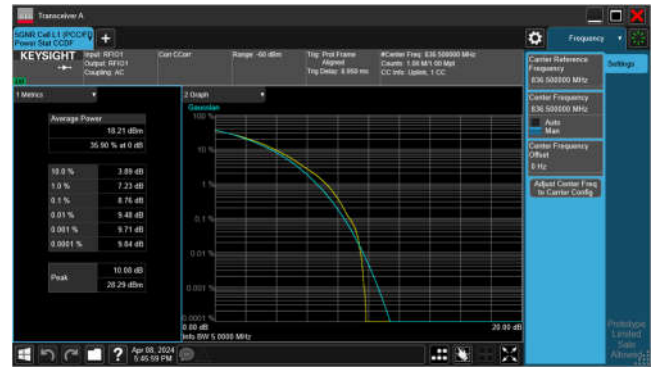 Transceiver A
5GNR Cell L1 (PCC/FD
Power Stat CCDF
Frequency
KEYSIGHT
Input: RFIO1
Output: RFIO1
Coupling: AC
Corr CCorr
Range: -60 dBm
Trig: Prot Frame
Aligned
Trig Delay: 8.950 ms
#Center Freq: 836.500000 MHz
Counts: 1.00 M/1.00 Mpt
CC Info: Uplink, 1 CC
1 Metrics
Average Power
18.21 dBm
35.90 % at 0 dB
10.0 % 3.89 dB
1.0 % 7.23 dB
0.1 % 8.76 dB
0.01 % 9.48 dB
0.001 % 9.71 dB
0.0001 % 9.84 dB
Peak
10.08 dB
28.29 dBm
2 Graph
Gaussian
100 %
10 %
1 %
0.1 %
0.01 %
0.001 %
0.0001 %
0.00 dB
20.00 dB
Info BW 5.0000 MHz
Carrier Reference
Frequency
836.500000 MHz
Center Frequency
836.500000 MHz
Auto
Man
Center Frequency
Offset
0 Hz
Adjust Center Freq
to Carrier Config
Settings
Prototype
Limited
Sale
Allowed
Apr 08, 2024
5:46:59 PM